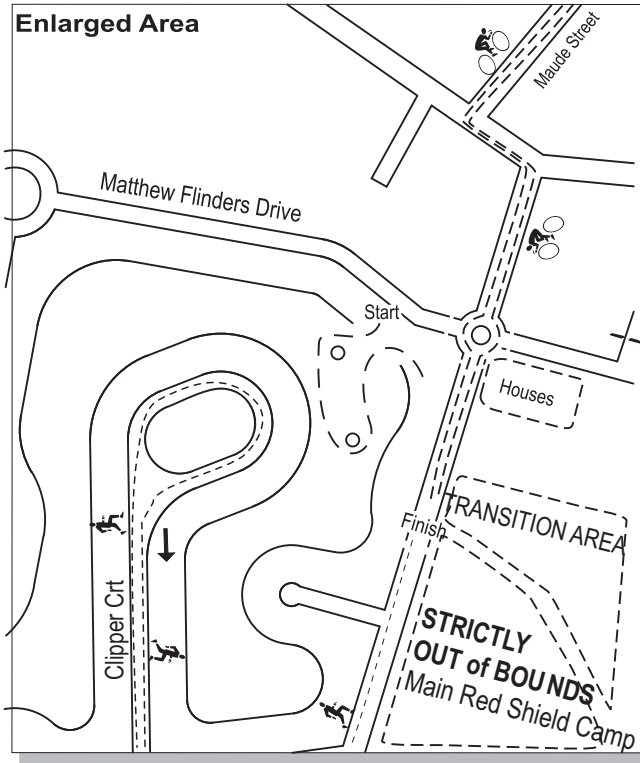 Enlarged Area
Maude Street
Matthew Flinders Drive
Start
Houses
TRANSITION AREA
Finish
Clipper Crt
STRICTLY
OUT of BOUNDS
Main Red Shield Camp